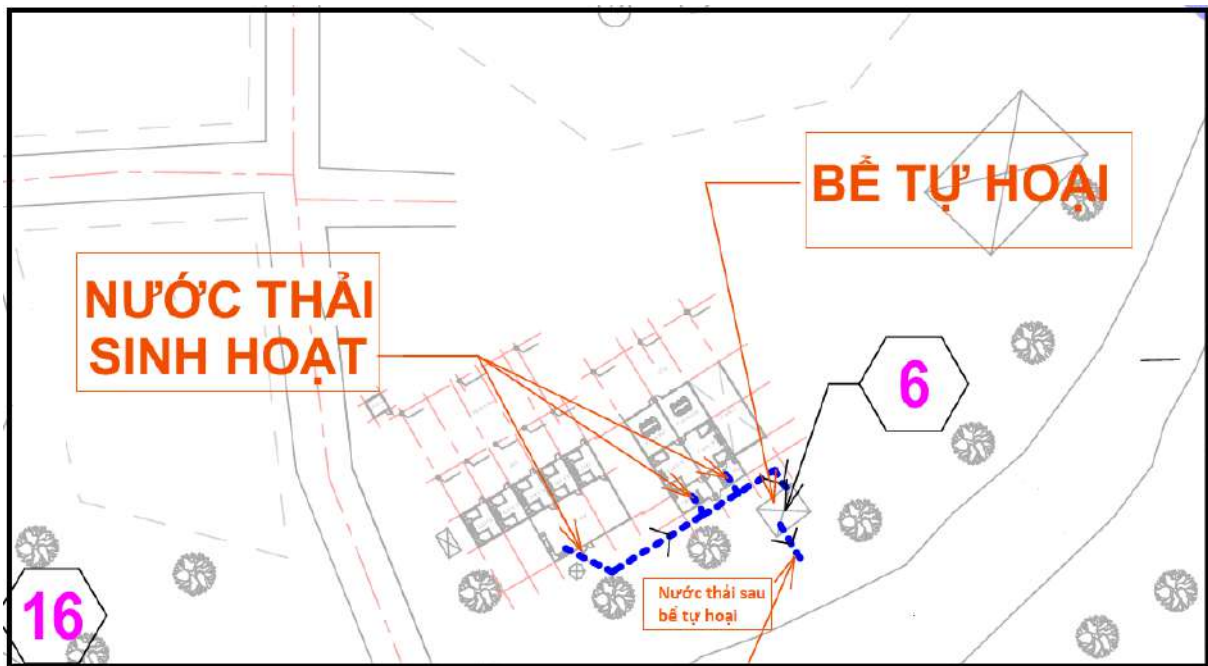 BỂ TỰ HOẠI
NƯỚC THẢI
SINH HOẠT
6
Nước thải sau
bể tự hoại
16